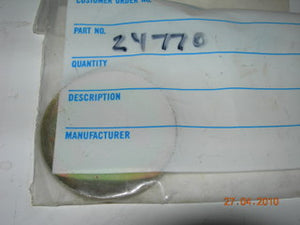 CUSTOMER ORDER NO.
PART NO. 24770
QUANTITY
DESCRIPTION
MANUFACTURER
27.04.2010